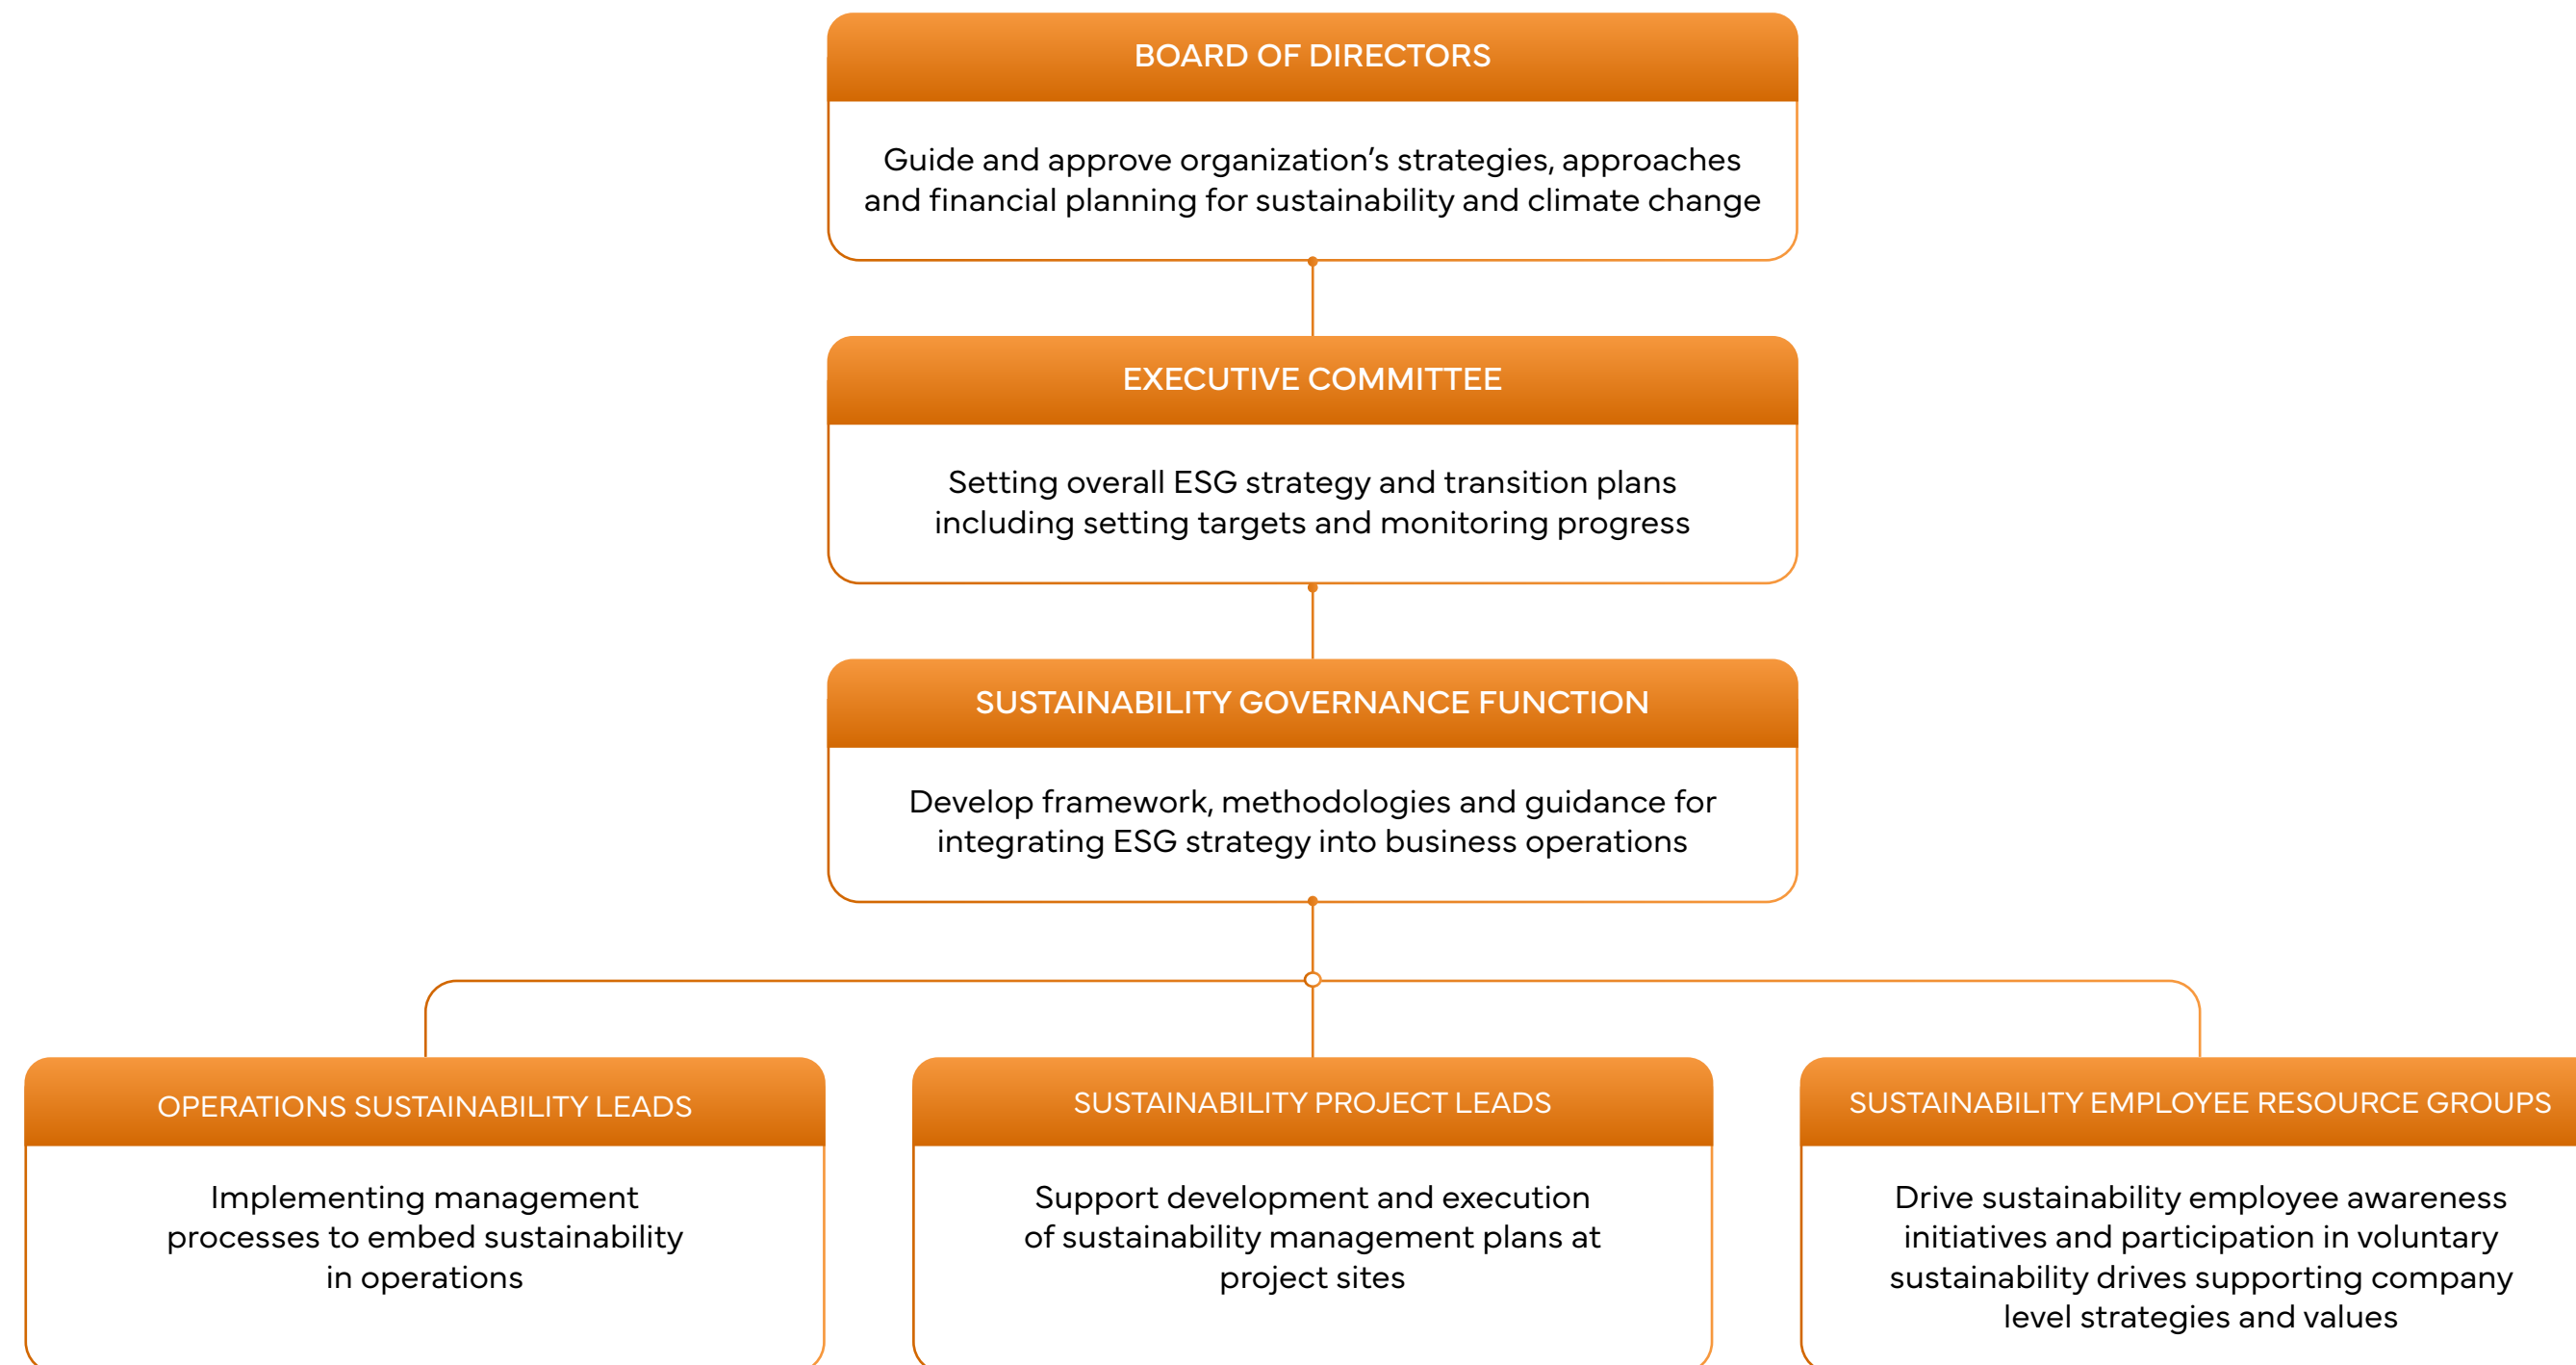 BOARD OF DIRECTORS
Guide and approve organization’s strategies, approaches
and financial planning for sustainability and climate change
EXECUTIVE COMMITTEE
Setting overall ESG strategy and transition plans
including setting targets and monitoring progress
SUSTAINABILITY GOVERNANCE FUNCTION
Develop framework, methodologies and guidance for
integrating ESG strategy into business operations
OPERATIONS SUSTAINABILITY LEADS
Implementing management
processes to embed sustainability
in operations
SUSTAINABILITY PROJECT LEADS
Support development and execution
of sustainability management plans at
project sites
SUSTAINABILITY EMPLOYEE RESOURCE GROUPS
Drive sustainability employee awareness
initiatives and participation in voluntary
sustainability drives supporting company
level strategies and values